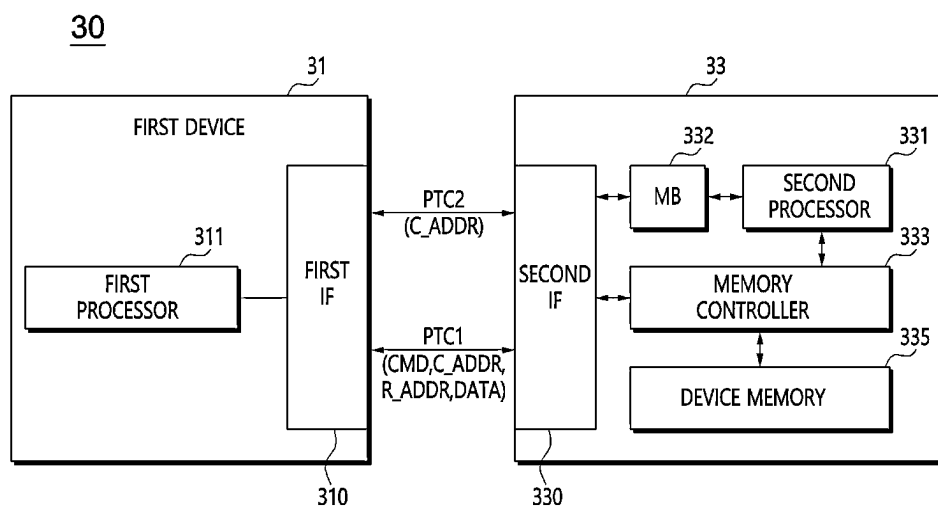 30
31
33
FIRST DEVICE
332
331
MB
SECOND
PROCESSOR
PTC2
(C_ADDR)
311
333
FIRST
PROCESSOR
FIRST
IF
SECOND
IF
MEMORY
CONTROLLER
PTC1
(CMD,C_ADDR,
R_ADDR,DATA)
335
DEVICE MEMORY
310
330